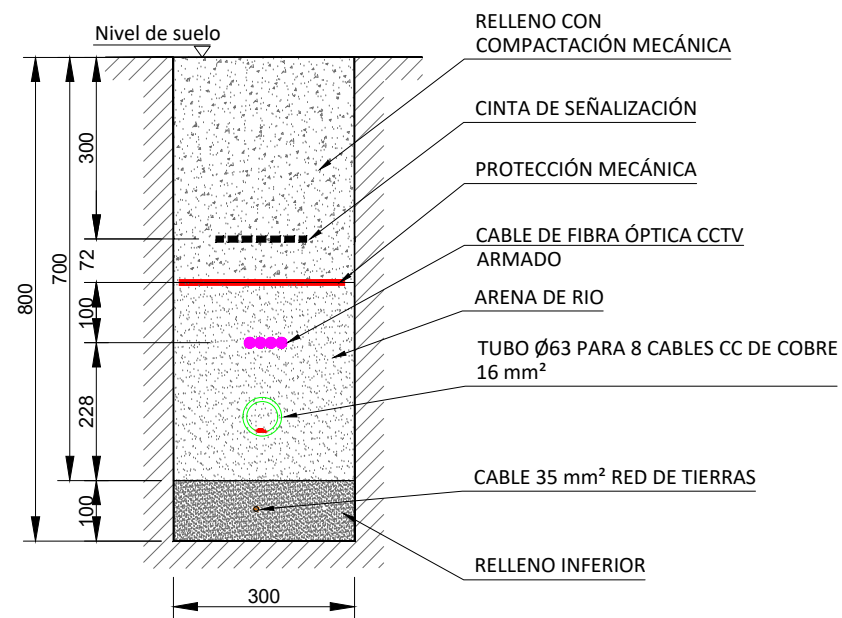 Nivel de suelo
RELLENO CON
COMPACTACIÓN MECÁNICA
CINTA DE SEÑALIZACIÓN
PROTECCIÓN MECÁNICA
CABLE DE FIBRA ÓPTICA CCTV
ARMADO
ARENA DE RIO
TUBO Ø63 PARA 8 CABLES CC DE COBRE
16 mm²
CABLE 35 mm² RED DE TIERRAS
RELLENO INFERIOR
800
700
300
72
100
228
100
300